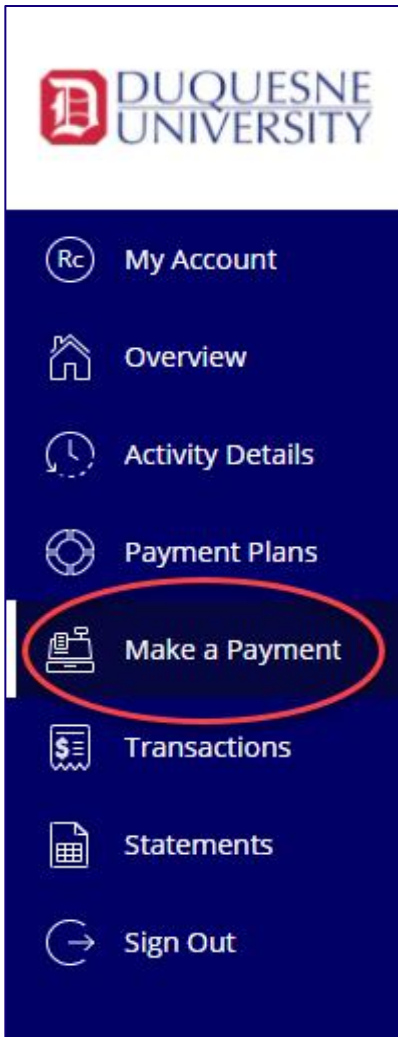 D DUQUESNE
UNIVERSITY
Rc My Account
Overview
Activity Details
Payment Plans
Make a Payment
$ Transactions
Statements
Sign Out